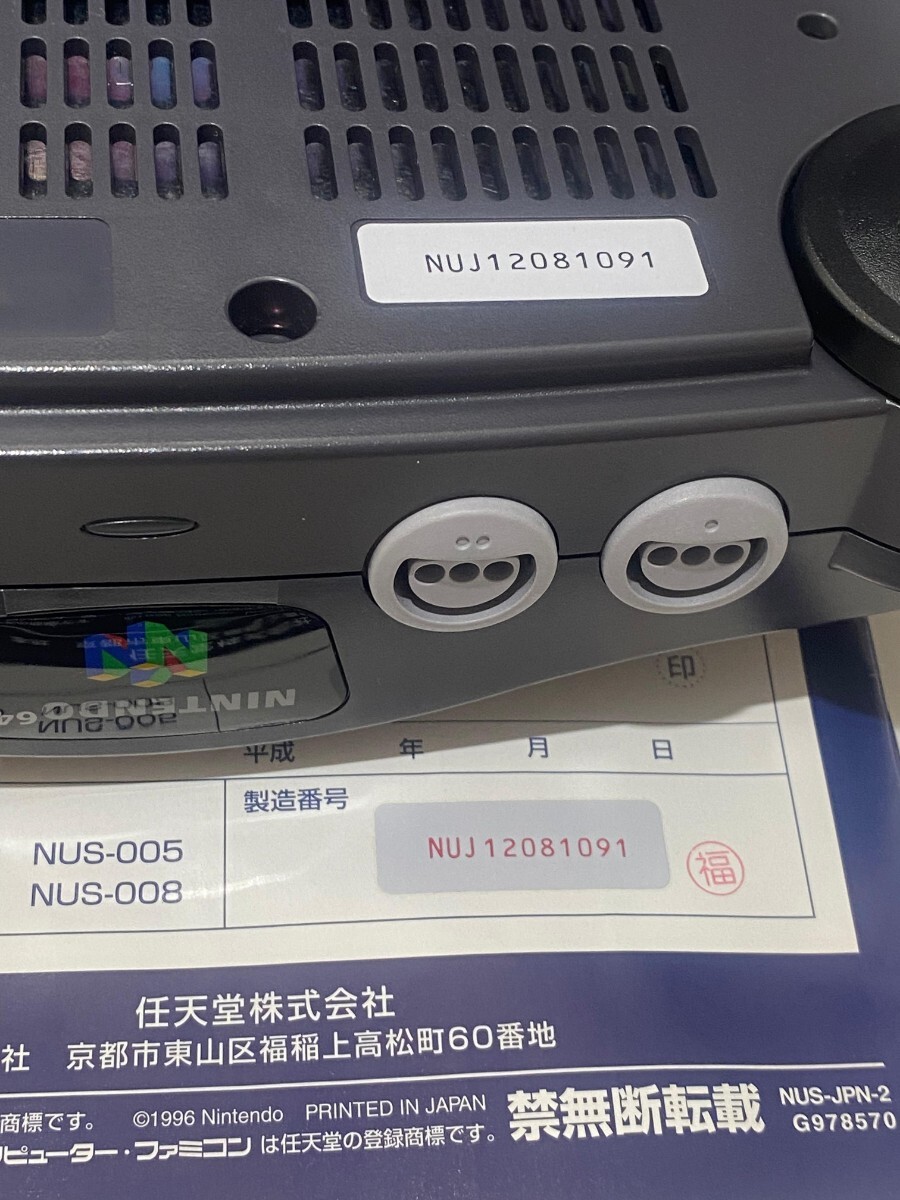 NUJ12081091
NINTENDO64
印
平成 年 月 日
製造番号
NUJ12081091
福
NUS-005
NUS-008
任天堂株式会社
社 京都市東山区福稲上高松町60番地
商標です。 ©1996 Nintendo PRINTED IN JAPAN
ピューター・ファミコンは任天堂の登録商標です。
禁無断転載
NUS-JPN-2
G978570